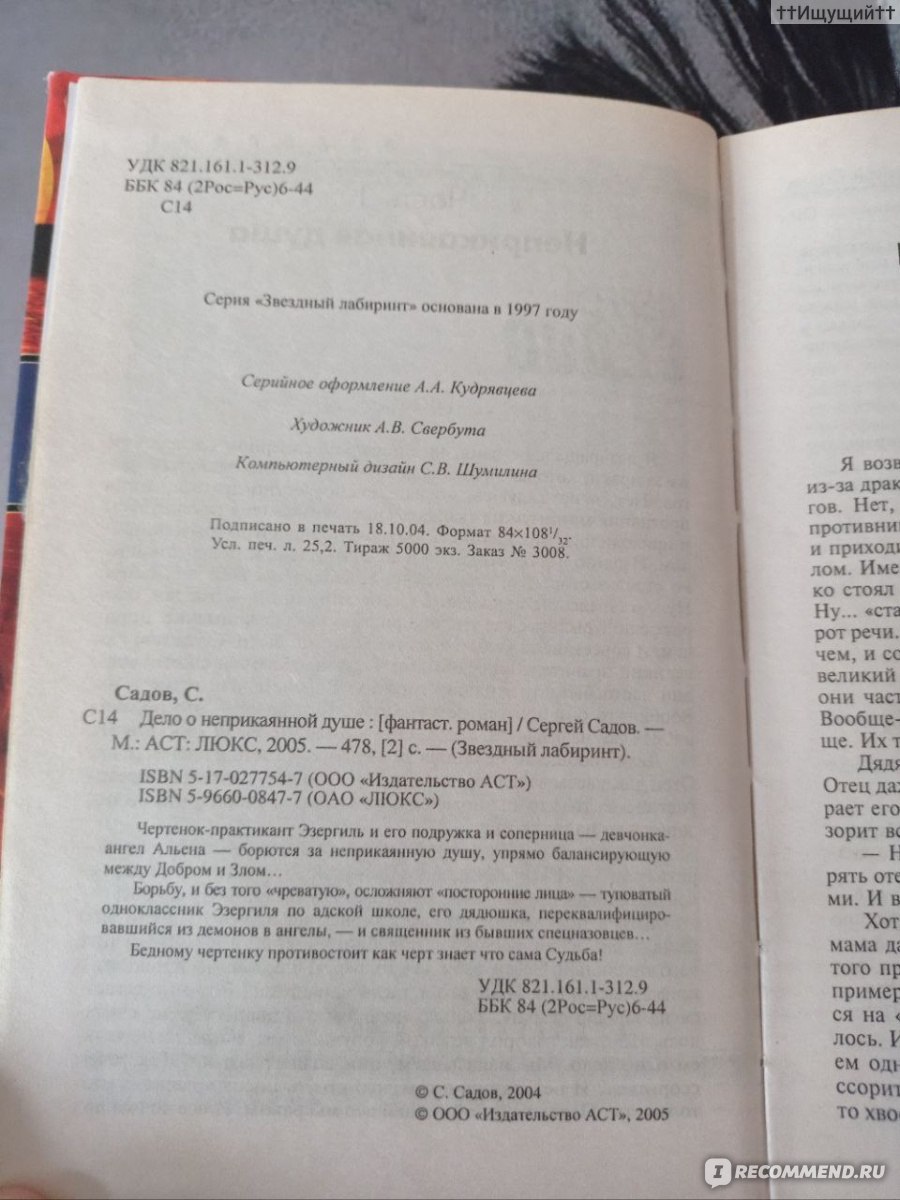 ††Ищущий††
УДК 821.161.1-312.9
ББК 84 (2Рос=Рус)6-44
С14
Серия «Звездный лабиринт» основана в 1997 году
Серийное оформление А.А. Кудрявцева
Художник А.В. Свербута
Компьютерный дизайн С.В. Шумилина
Подписано в печать 18.10.04. Формат 84×108¹/₃₂.
Усл. печ. л. 25,2. Тираж 5000 экз. Заказ № 3008.
Садов, С.
С14 Дело о неприкаянной душе : [фантаст. роман] / Сергей Садов. —
М.: АСТ: ЛЮКС, 2005. — 478, [2] с. — (Звездный лабиринт).
ISBN 5-17-027754-7 (ООО «Издательство АСТ»)
ISBN 5-9660-0847-7 (ОАО «ЛЮКС»)
Чертенок-практикант Эзергиль и его подружка и соперница — девчонка-
ангел Альена — борются за неприкаянную душу, упрямо балансирующую
между Добром и Злом...
Борьбу, и без того «чреватую», осложняют «посторонние лица» — туповатый
одноклассник Эзергиля по адской школе, его дядюшка, переквалифициро-
вавшийся из демонов в ангелы, — и священник из бывших спецназовцев...
Бедному чертенку противостоит как черт знает что сама Судьба!
УДК 821.161.1-312.9
ББК 84 (2Рос=Рус)6-44
© С. Садов, 2004
© ООО «Издательство АСТ», 2005
Я возв
из-за драк
гов. Нет,
противни
и приходи
лом. Име
ко стоял
Ну... «ста
рот речи.
чем, и со
великий
они част
Вообще-
ще. Их т
Дядя
Отец даж
рает его
зорит вс
— Н
рять оте
ми. И в
Хот
мама да
того пр
пример
ся на «
лось. И
ем одн
ссорит
то хвос
IRECOMMEND.RU